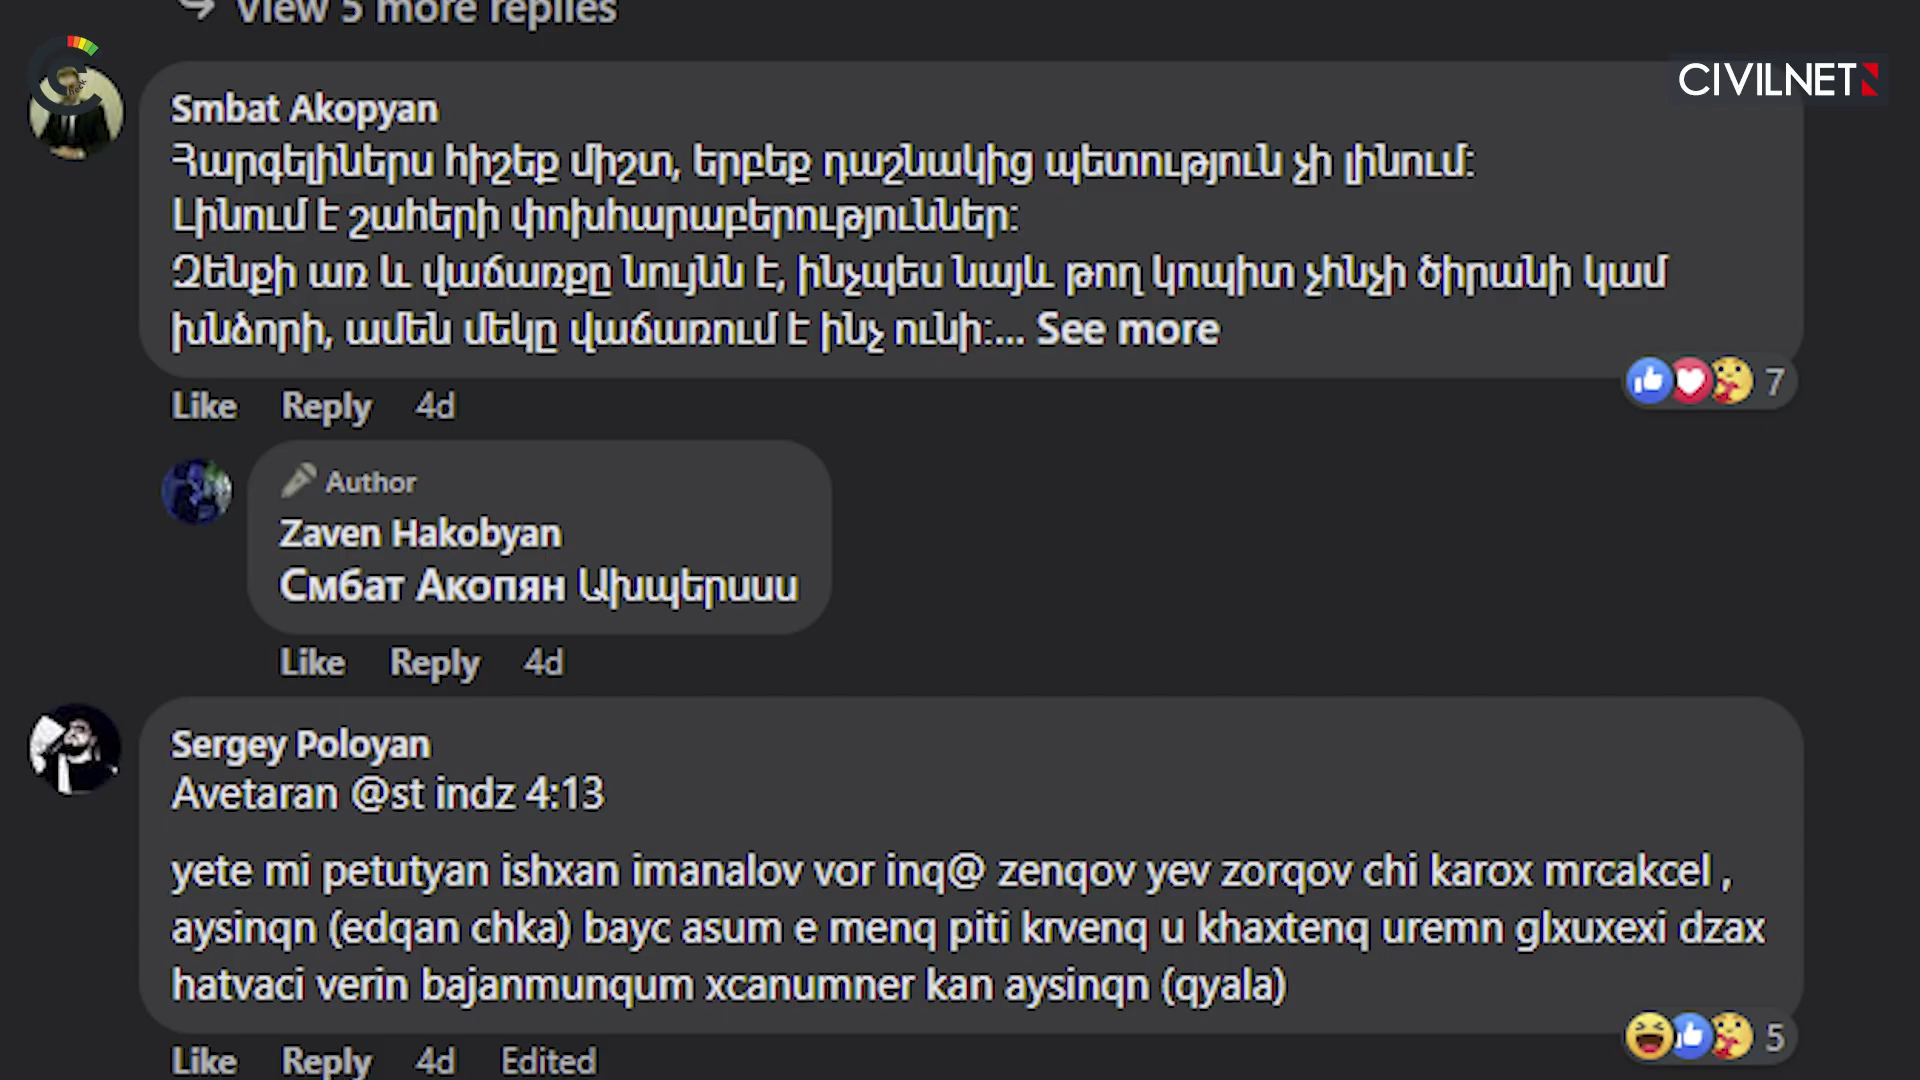 View 5 more replies
CIVILNET
Smbat Akopyan
Հարգելիներս հիշեք միշտ, երբեք դաշնակից պետություն չի լինում:
Լինում է շահերի փոխհարաբերություններ:
Զենքի առ և վաճառքը նույնն է, ինչպես նայև թող կոպիտ չհնչի ծիրանի կամ
խնձորի, ամեն մեկը վաճառում է ինչ ունի:... See more
7
Like Reply 4d
Author
Zaven Hakobyan
Смбат Акопян Ախպերսսս
Like Reply 4d
Sergey Poloyan
Avetaran @st indz 4:13
yete mi petutyan ishxan imanalov vor inq@ zenqov yev zorqov chi karox mrcakcel ,
aysinqn (edqan chka) bayc asum e menq piti krvenq u khaxtenq uremn glxuxexi dzax
hatvaci verin bajanmunqum xcanumner kan aysinqn (qyala)
5
Like Reply 4d Edited